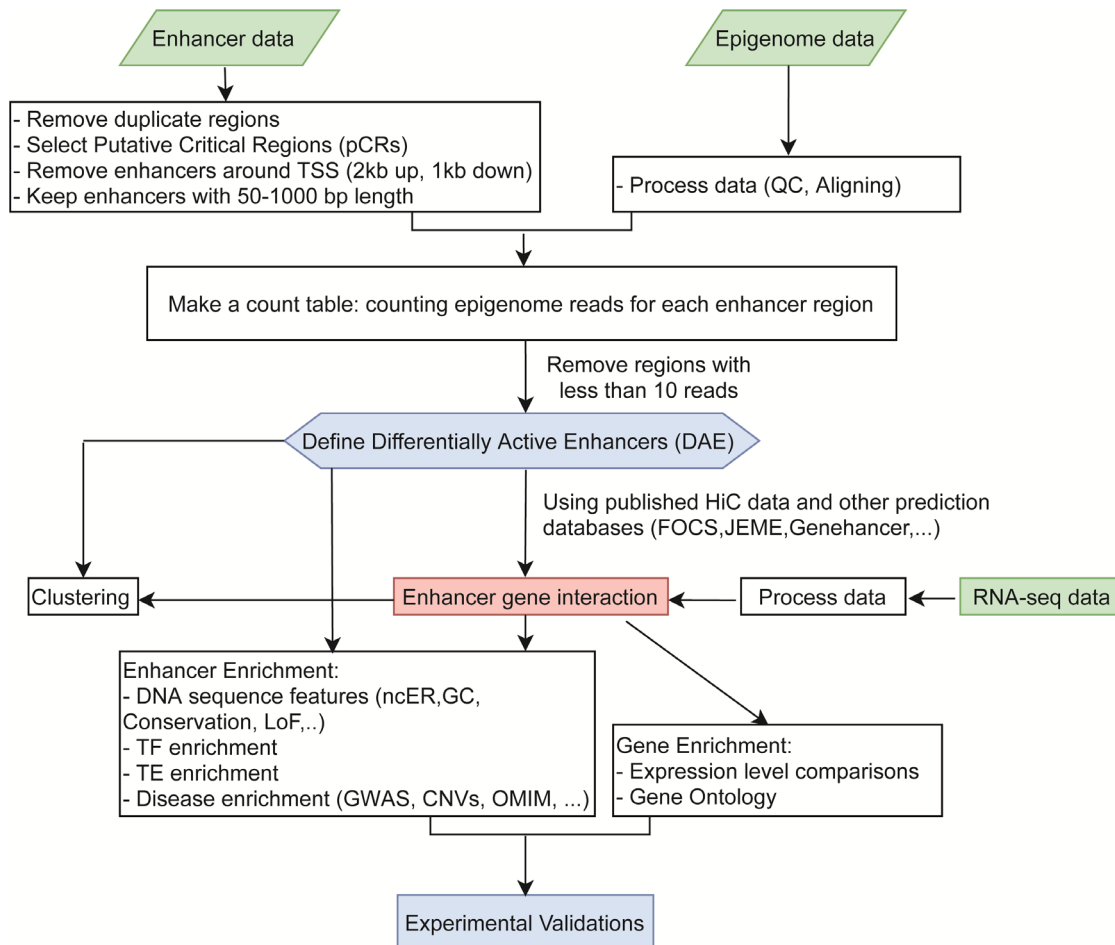 Enhancer data
Epigenome data
- Remove duplicate regions
- Select Putative Critical Regions (pCRs)
- Remove enhancers around TSS (2kb up, 1kb down)
- Keep enhancers with 50-1000 bp length
- Process data (QC, Aligning)
Make a count table: counting epigenome reads for each enhancer region
Remove regions with
less than 10 reads
Define Differentially Active Enhancers (DAE)
Using published HiC data and other prediction
databases (FOCS,JEME,Genehancer,...)
Clustering
Enhancer gene interaction
Process data
RNA-seq data
Enhancer Enrichment:
- DNA sequence features (ncER,GC,
Conservation, LoF,..)
- TF enrichment
- TE enrichment
- Disease enrichment (GWAS, CNVs, OMIM, ...)
Gene Enrichment:
- Expression level comparisons
- Gene Ontology
Experimental Validations